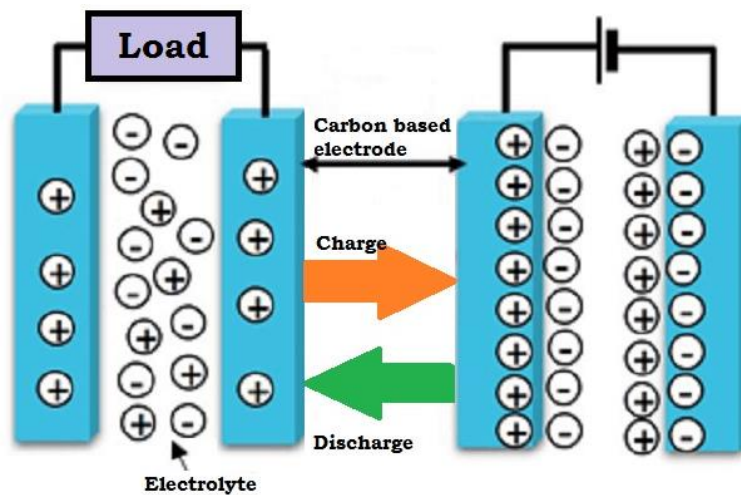 Load
Carbon based
electrode
Charge
Discharge
Electrolyte